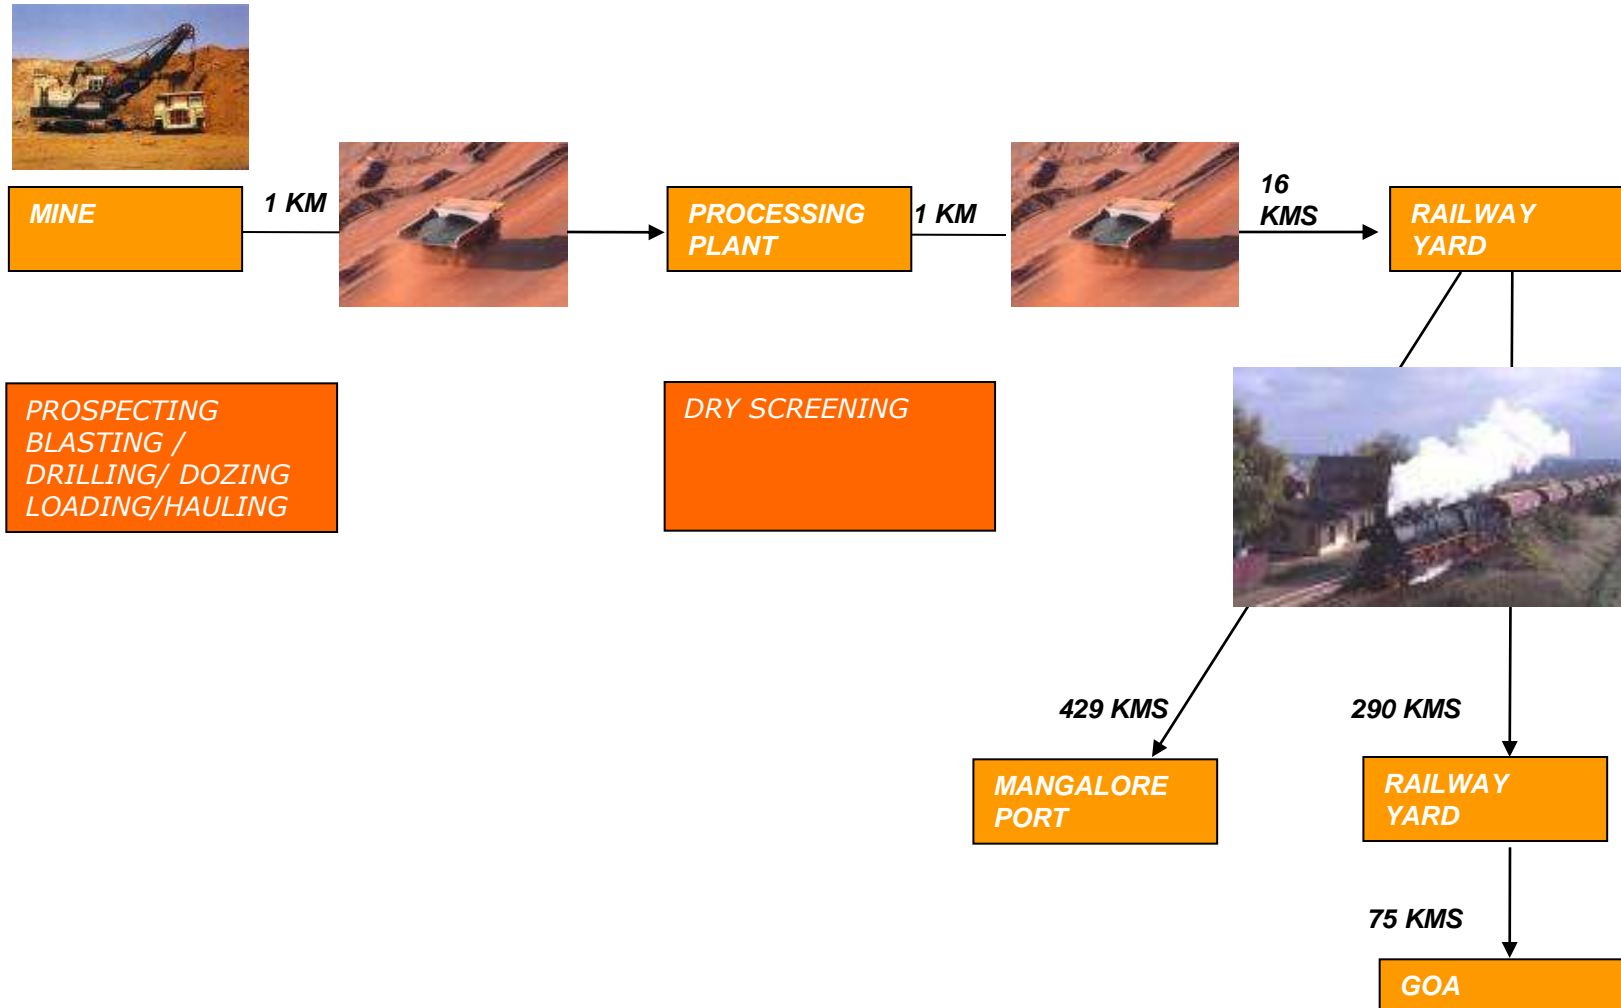 MINE
1 KM
PROCESSING
PLANT
1 KM
16
KMS
RAILWAY
YARD
PROSPECTING
BLASTING /
DRILLING/ DOZING
LOADING/HAULING
DRY SCREENING
429 KMS
290 KMS
MANGALORE
PORT
RAILWAY
YARD
75 KMS
GOA